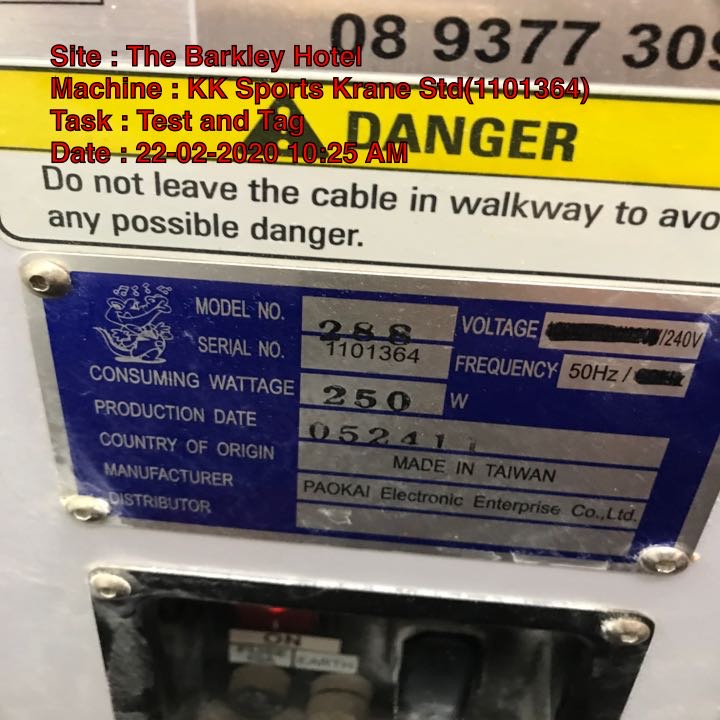 08 9377 309
Site : The Barkley Hotel
Machine : KK Sports Krane Std(1101364)
Task : Test and Tag
Date : 22-02-2020 10:25 AM
DANGER
Do not leave the cable in walkway to avo
any possible danger.
MODEL NO. 288
SERIAL NO. 1101364
VOLTAGE /240V
FREQUENCY 50Hz /
CONSUMING WATTAGE 250 W
PRODUCTION DATE 052411
COUNTRY OF ORIGIN MADE IN TAIWAN
MANUFACTURER PAOKAI Electronic Enterprise Co.,Ltd.
DISTRIBUTOR
ON
FUSE
EARTH